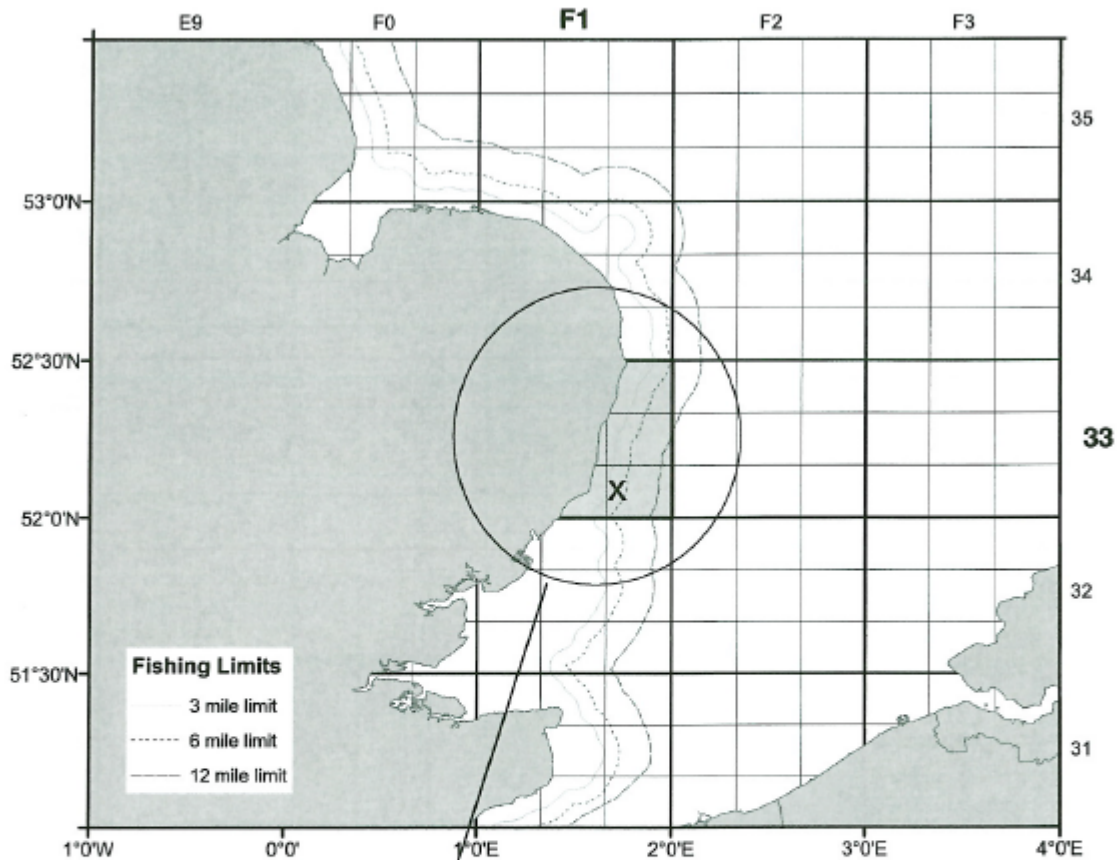 E9 F0 F1 F2 F3
35
53°0'N
34
52°30'N
33
X
52°0'N
32
Fishing Limits
51°30'N
3 mile limit
6 mile limit
31
12 mile limit
1°0'W 0°0' 1°0'E 2°0'E 3°0'E 4°0'E